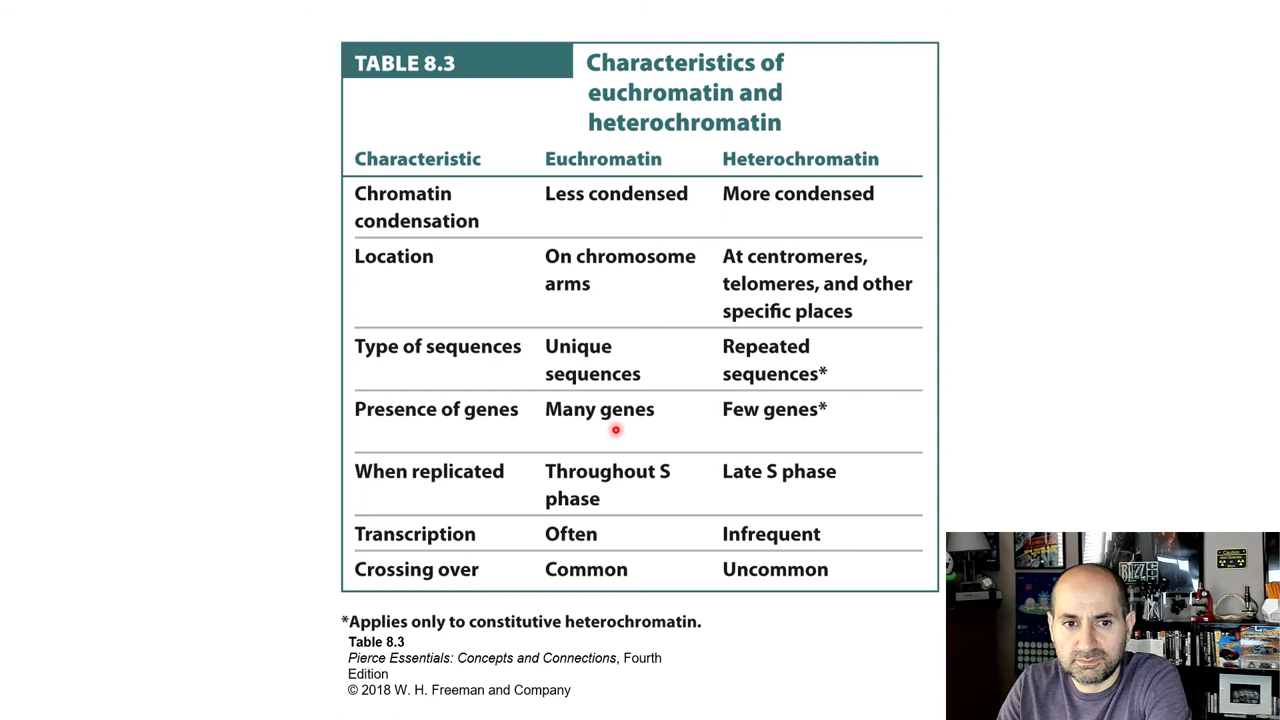 TABLE 8.3
Characteristics of
euchromatin and
heterochromatin
Characteristic Euchromatin Heterochromatin
Chromatin condensation Less condensed More condensed
Location On chromosome arms At centromeres, telomeres, and other specific places
Type of sequences Unique sequences Repeated sequences*
Presence of genes Many genes Few genes*
When replicated Throughout S phase Late S phase
Transcription Often Infrequent
Crossing over Common Uncommon
*Applies only to constitutive heterochromatin.
Table 8.3
Pierce Essentials: Concepts and Connections, Fourth
Edition
© 2018 W. H. Freeman and Company